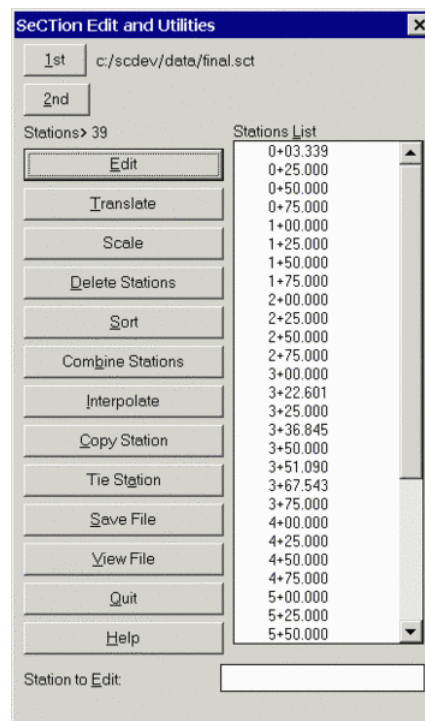 SeCTion Edit and Utilities
1st c:/scdev/data/final.sct
2nd
Stations> 39
Stations List
Edit
Translate
Scale
Delete Stations
Sort
Combine Stations
Interpolate
Copy Station
Tie Station
Save File
View File
Quit
Help
0+03.339
0+25.000
0+50.000
0+75.000
1+00.000
1+25.000
1+50.000
1+75.000
2+00.000
2+25.000
2+50.000
2+75.000
3+00.000
3+22.601
3+25.000
3+36.845
3+50.000
3+51.090
3+67.543
3+75.000
4+00.000
4+25.000
4+50.000
4+75.000
5+00.000
5+25.000
5+50.000
Station to Edit: